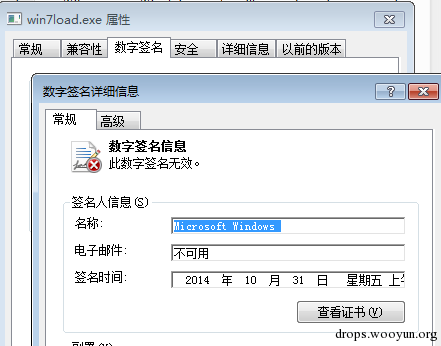 win7load.exe 属性
常规 兼容性 数字签名 安全 详细信息 以前的版本
数字签名详细信息
常规 高级
数字签名信息
此数字签名无效。
签名人信息(S)
名称: Microsoft Windows
电子邮件: 不可用
签名时间: 2014 年 10 月 31 日 星期五 上午
查看证书(V)
drops.wooyun.org